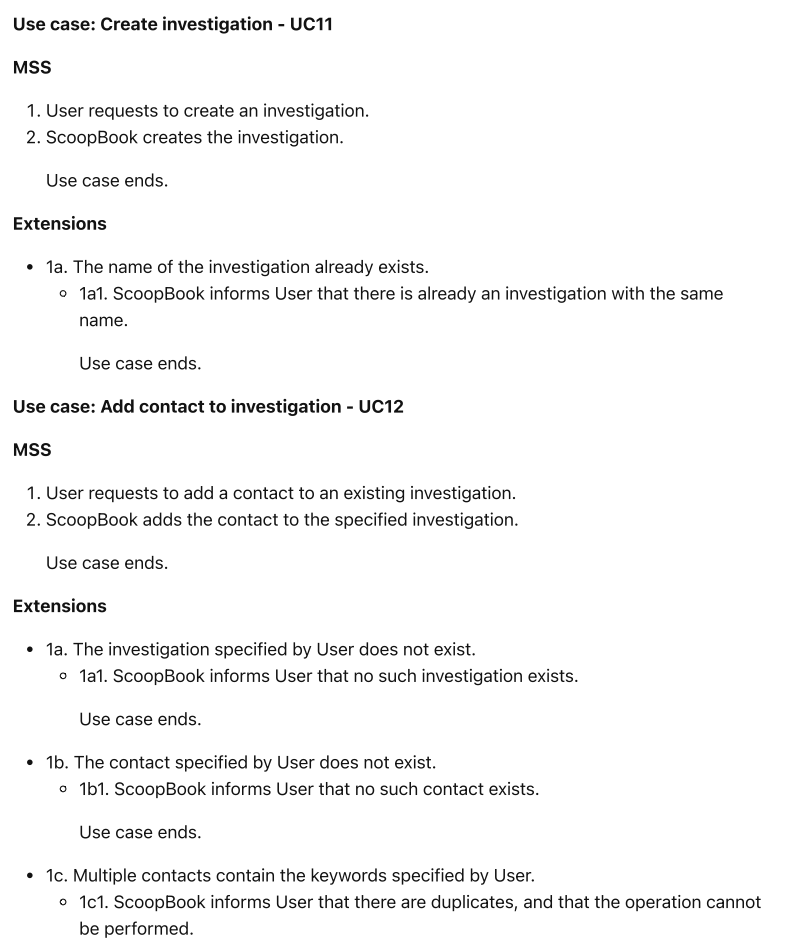 Use case: Create investigation - UC11
MSS
1. User requests to create an investigation.
2. ScoopBook creates the investigation.
Use case ends.
Extensions
• 1a. The name of the investigation already exists.
◦ 1a1. ScoopBook informs User that there is already an investigation with the same
name.
Use case ends.
Use case: Add contact to investigation - UC12
MSS
1. User requests to add a contact to an existing investigation.
2. ScoopBook adds the contact to the specified investigation.
Use case ends.
Extensions
• 1a. The investigation specified by User does not exist.
◦ 1a1. ScoopBook informs User that no such investigation exists.
Use case ends.
• 1b. The contact specified by User does not exist.
◦ 1b1. ScoopBook informs User that no such contact exists.
Use case ends.
• 1c. Multiple contacts contain the keywords specified by User.
◦ 1c1. ScoopBook informs User that there are duplicates, and that the operation cannot
be performed.